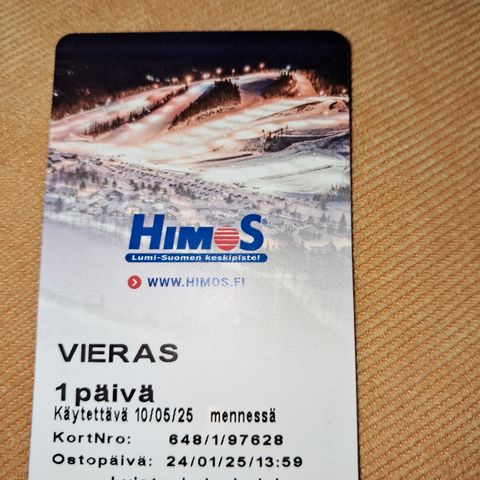 HIMOS®
Lumi-Suomen keskipiste!
WWW.HIMOS.FI
VIERAS
1 päivä
Käytettävä 10/05/25 mennessä
KortNro: 648/1/97628
Ostopäivä: 24/01/25/13:59